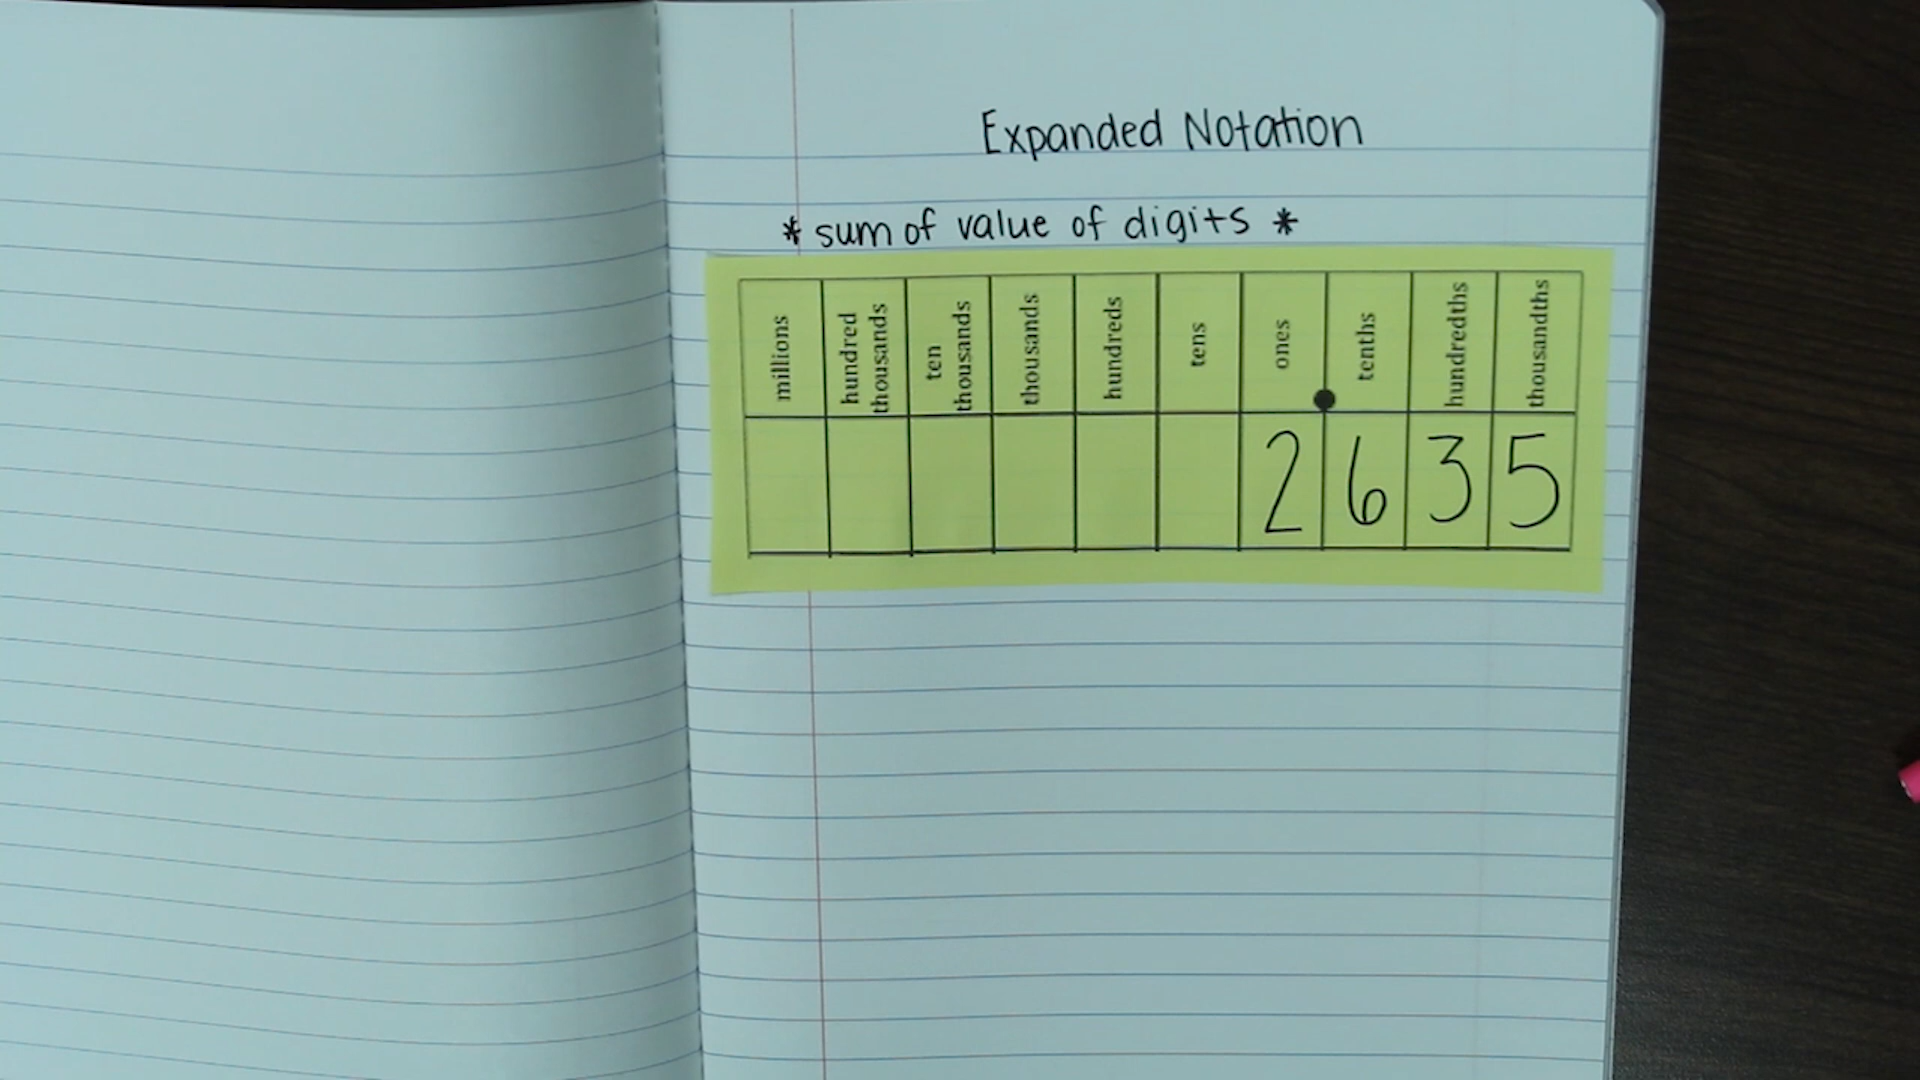 Expanded Notation
* sum of value of digits *
millions
hundred
thousands
ten
thousands
thousands
hundreds
tens
ones
tenths
hundredths
thousandths
2 6 3 5